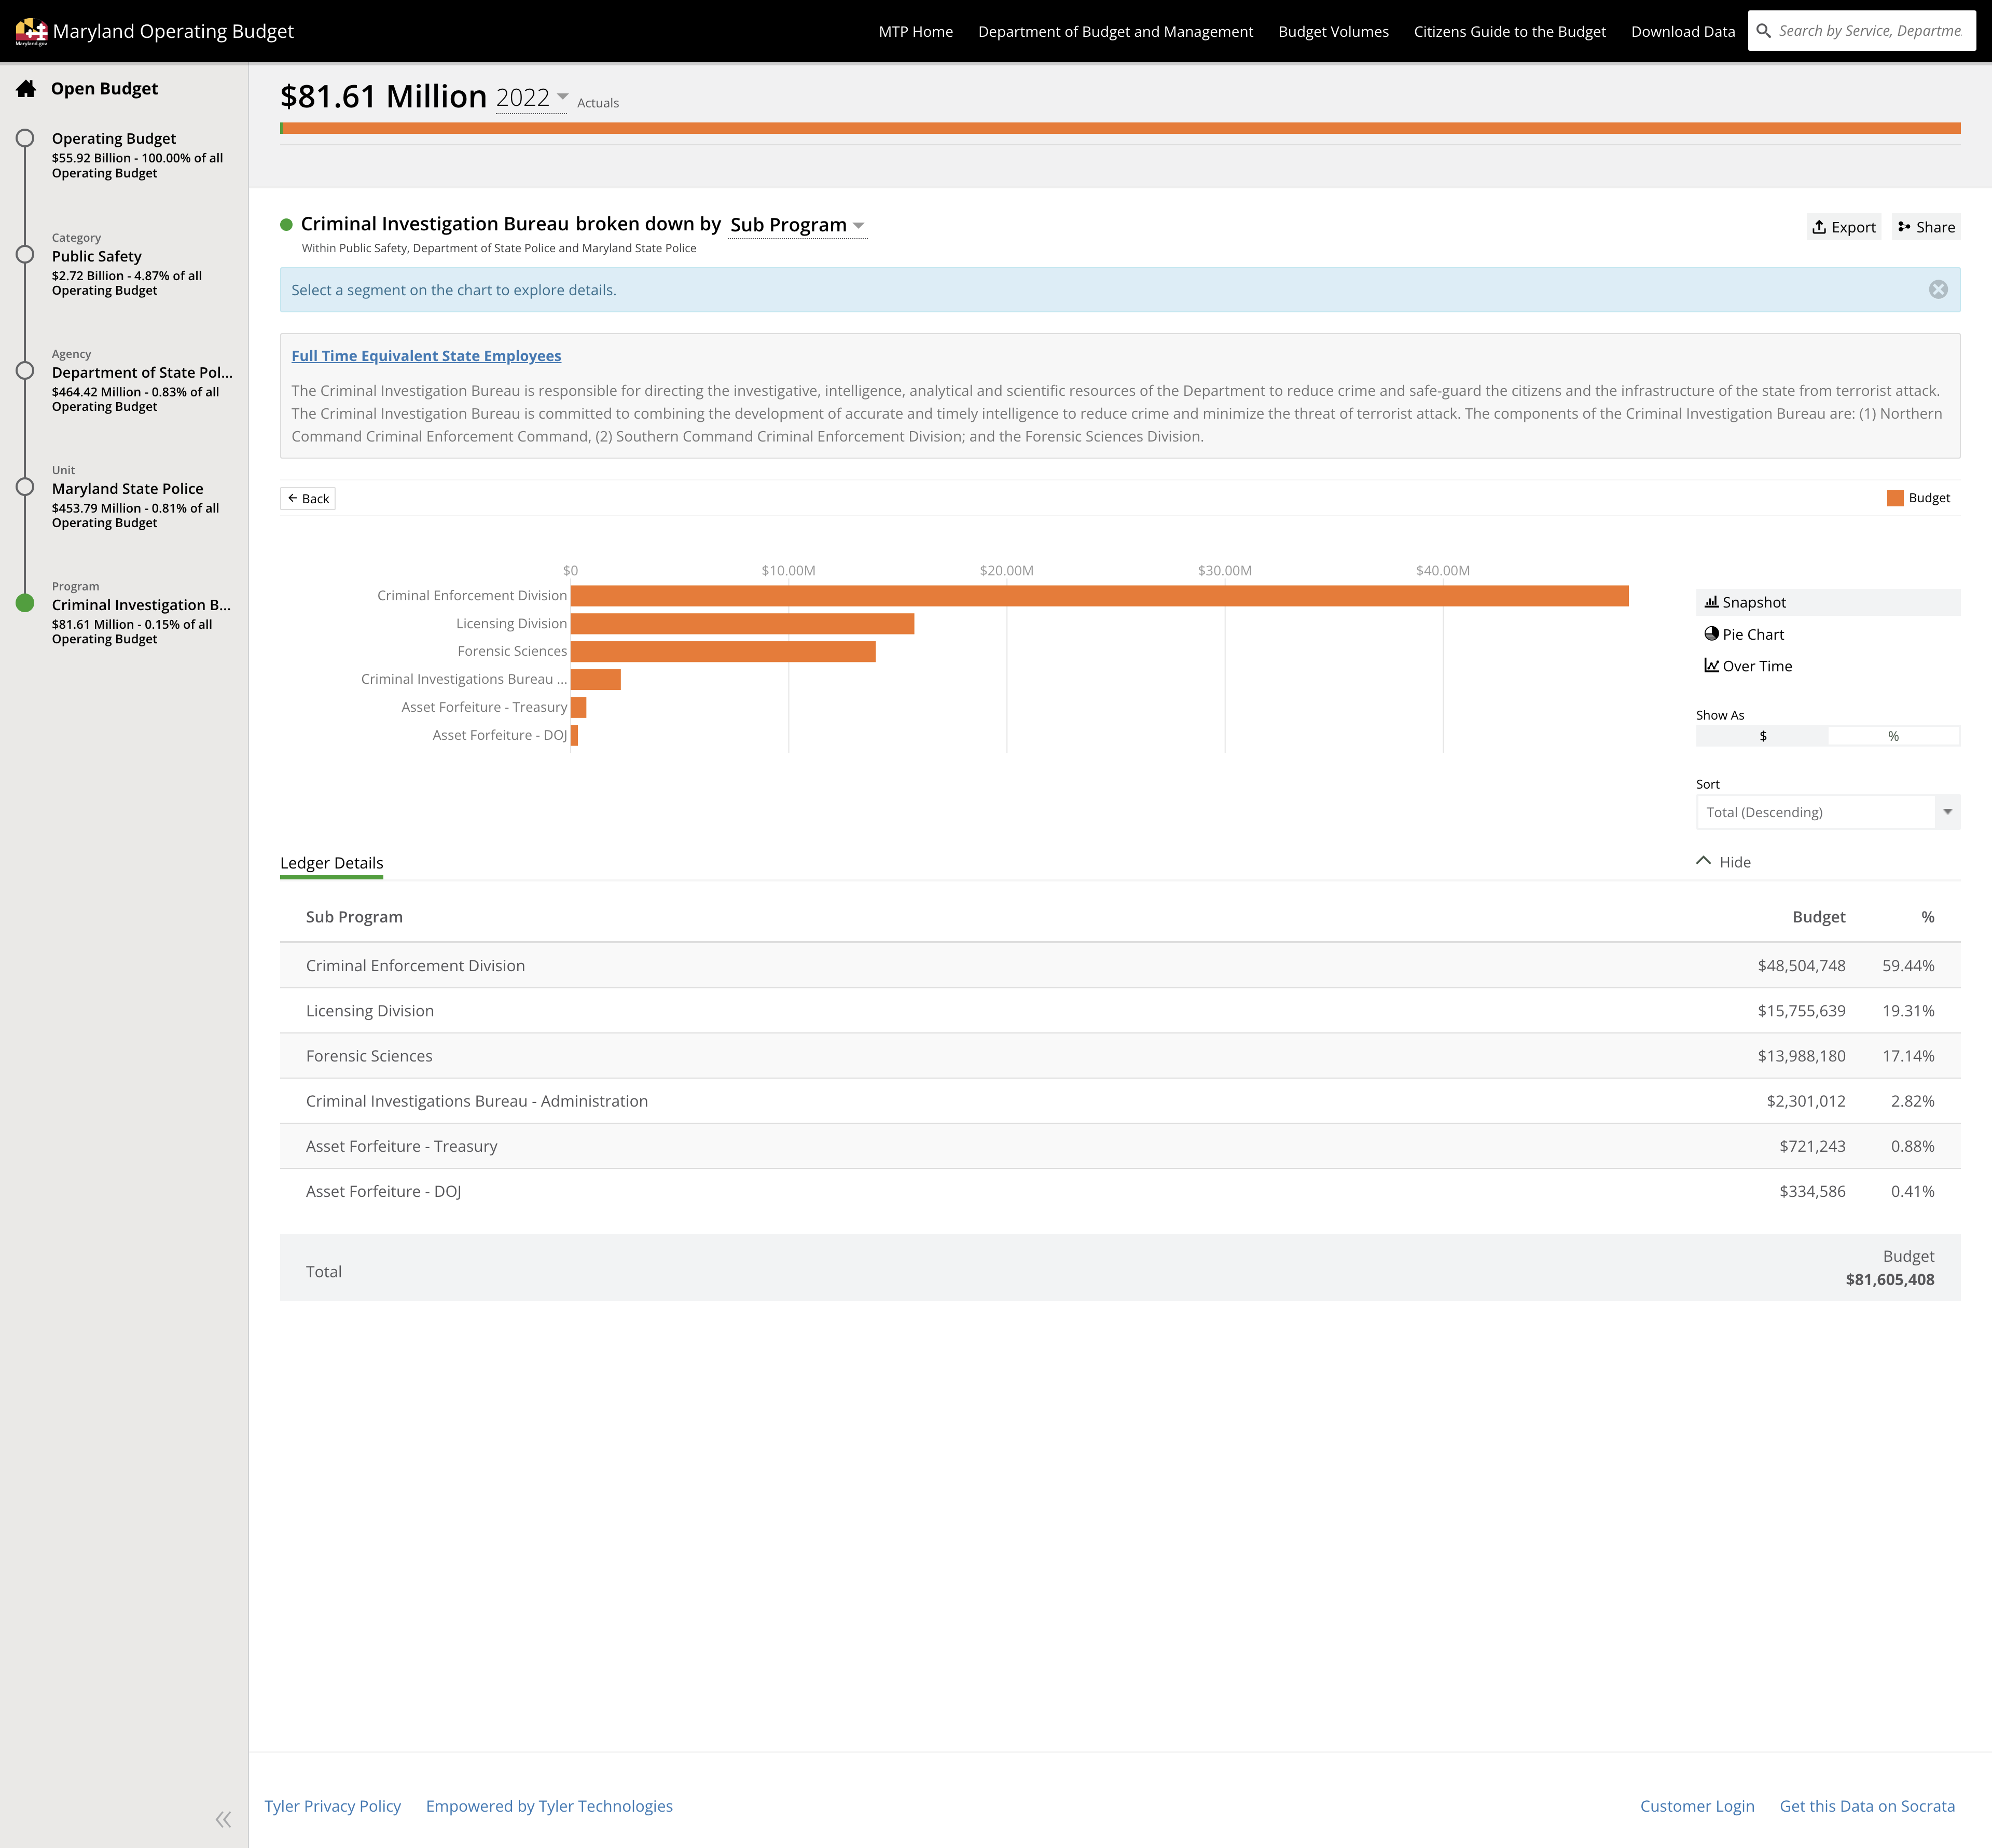 Maryland.gov
Maryland Operating Budget
MTP Home
Department of Budget and Management
Budget Volumes
Citizens Guide to the Budget
Download Data
Search by Service, Departme
Open Budget
Operating Budget
$55.92 Billion - 100.00% of all
Operating Budget
Category
Public Safety
$2.72 Billion - 4.87% of all
Operating Budget
Agency
Department of State Pol...
$464.42 Million - 0.83% of all
Operating Budget
Unit
Maryland State Police
$453.79 Million - 0.81% of all
Operating Budget
Program
Criminal Investigation B...
$81.61 Million - 0.15% of all
Operating Budget
$81.61 Million 2022 Actuals
Criminal Investigation Bureau broken down by Sub Program
Within Public Safety, Department of State Police and Maryland State Police
Export
Share
Select a segment on the chart to explore details.
Full Time Equivalent State Employees
The Criminal Investigation Bureau is responsible for directing the investigative, intelligence, analytical and scientific resources of the Department to reduce crime and safe-guard the citizens and the infrastructure of the state from terrorist attack.
The Criminal Investigation Bureau is committed to combining the development of accurate and timely intelligence to reduce crime and minimize the threat of terrorist attack. The components of the Criminal Investigation Bureau are: (1) Northern
Command Criminal Enforcement Command, (2) Southern Command Criminal Enforcement Division; and the Forensic Sciences Division.
Back
Budget
$0 $10.00M $20.00M $30.00M $40.00M
Criminal Enforcement Division
Licensing Division
Forensic Sciences
Criminal Investigations Bureau ...
Asset Forfeiture - Treasury
Asset Forfeiture - DOJ
Snapshot
Pie Chart
Over Time
Show As
$ %
Sort
Total (Descending)
Ledger Details
Hide
Sub Program Budget %
Criminal Enforcement Division $48,504,748 59.44%
Licensing Division $15,755,639 19.31%
Forensic Sciences $13,988,180 17.14%
Criminal Investigations Bureau - Administration $2,301,012 2.82%
Asset Forfeiture - Treasury $721,243 0.88%
Asset Forfeiture - DOJ $334,586 0.41%
Budget
Total $81,605,408
Tyler Privacy Policy
Empowered by Tyler Technologies
Customer Login
Get this Data on Socrata